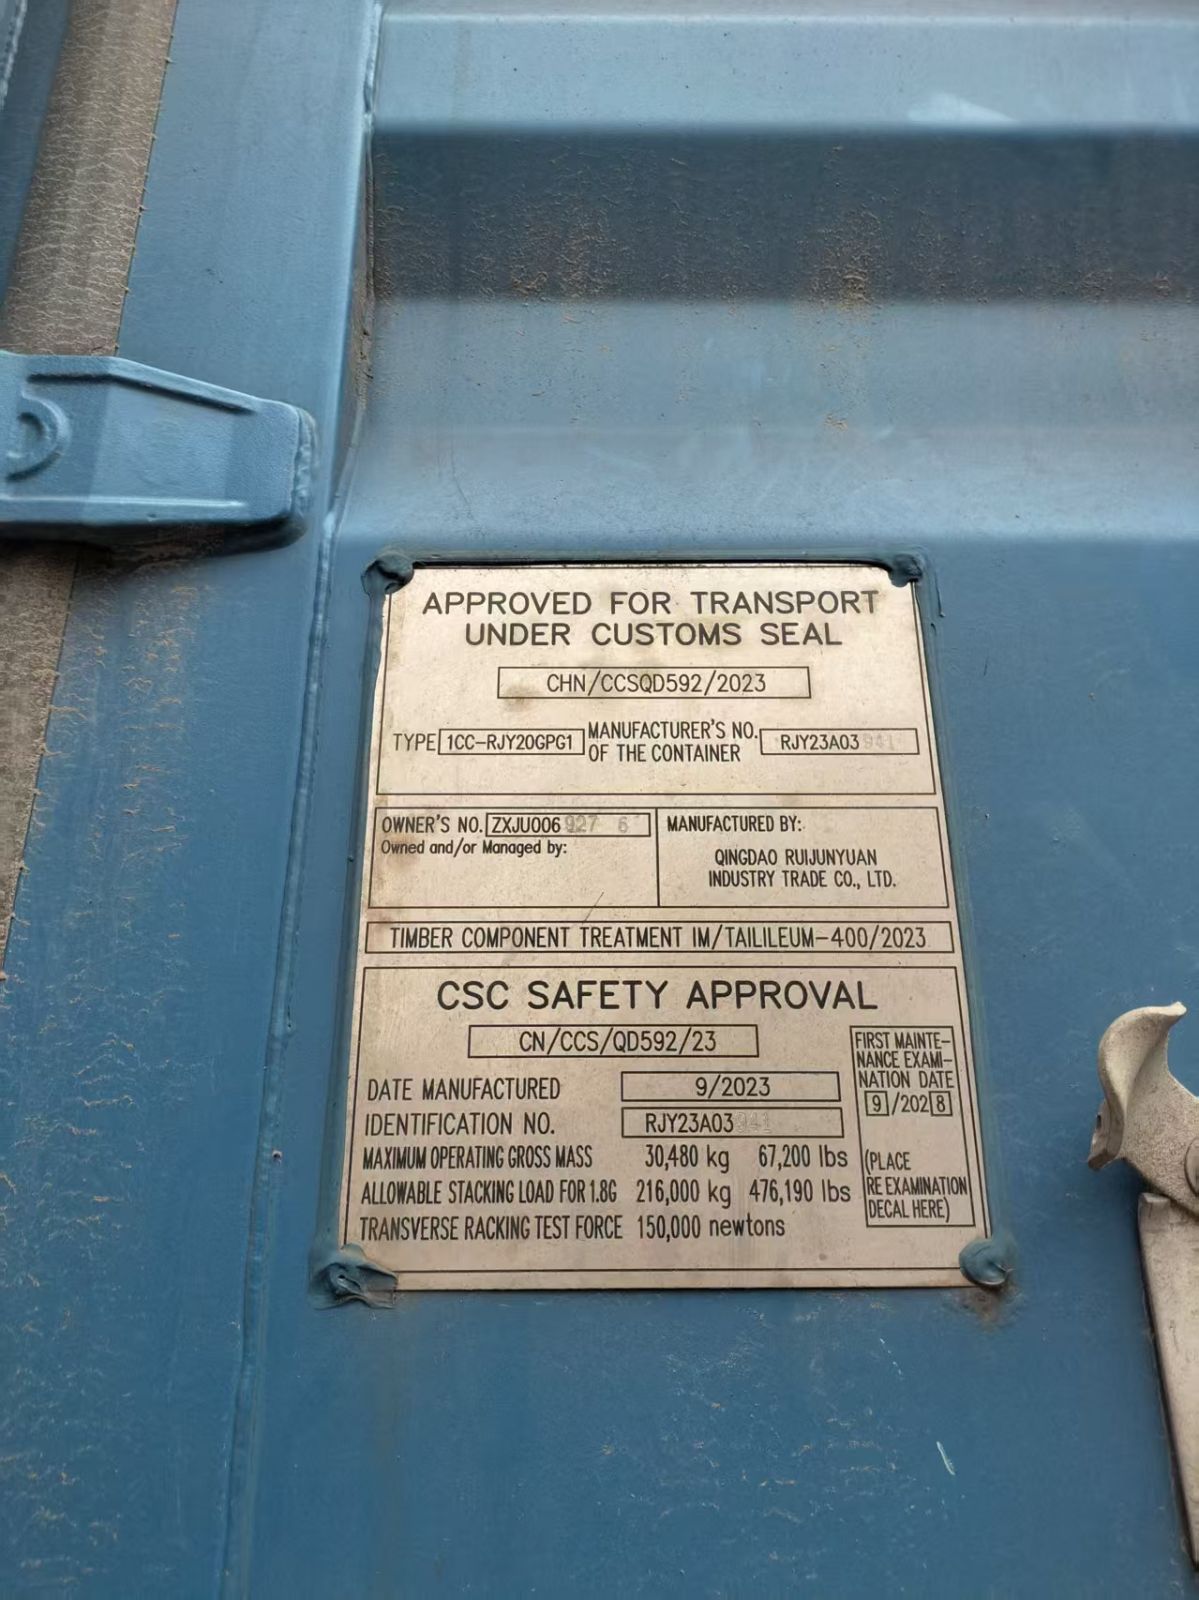 APPROVED FOR TRANSPORT
UNDER CUSTOMS SEAL
CHN/CCSQD592/2023
TYPE 1CC-RJY20GPG1 MANUFACTURER'S NO. OF THE CONTAINER RJY23A03941
OWNER'S NO. ZXJU006927 6
Owned and/or Managed by:
MANUFACTURED BY:
QINGDAO RUIJUNYUAN
INDUSTRY TRADE CO., LTD.
TIMBER COMPONENT TREATMENT IM/TAILILEUM-400/2023
CSC SAFETY APPROVAL
CN/CCS/QD592/23
DATE MANUFACTURED 9/2023
IDENTIFICATION NO. RJY23A03941
MAXIMUM OPERATING GROSS MASS 30,480 kg 67,200 lbs
ALLOWABLE STACKING LOAD FOR 1.8G 216,000 kg 476,190 lbs
TRANSVERSE RACKING TEST FORCE 150,000 newtons
FIRST MAINTE-
NANCE EXAMI-
NATION DATE
9/2028
(PLACE
RE EXAMINATION
DECAL HERE)